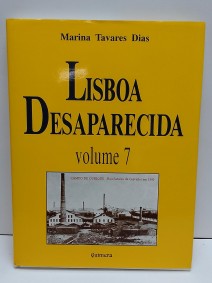 Marina Tavares Dias
LISBOA
DESAPARECIDA
volume 7
Quimera